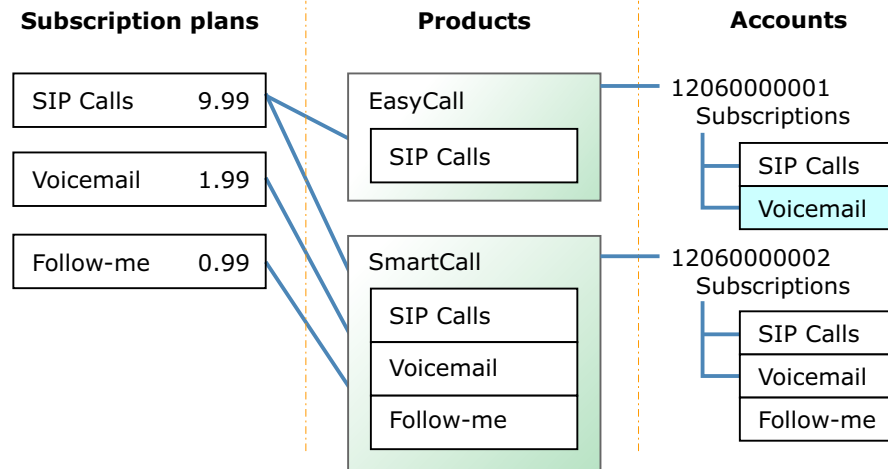 Subscription plans
SIP Calls 9.99
Voicemail 1.99
Follow-me 0.99
Products
EasyCall
SIP Calls
SmartCall
SIP Calls
Voicemail
Follow-me
Accounts
12060000001
Subscriptions
SIP Calls
Voicemail
12060000002
Subscriptions
SIP Calls
Voicemail
Follow-me